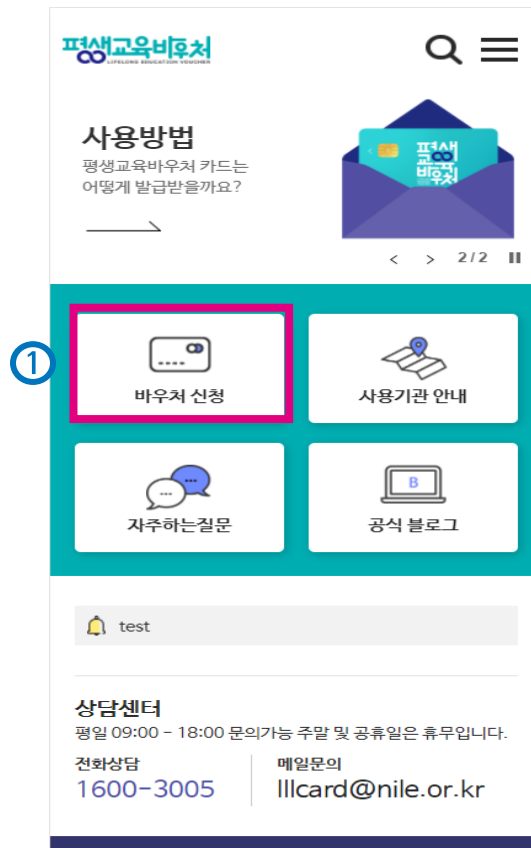 평생교육바우처
LIFELONG EDUCATION VOUCHER
사용방법
평생교육바우처 카드는
어떻게 발급받을까요?
평생
바우처
< > 2/2
①
바우처 신청
사용기관 안내
자주하는질문
B
공식 블로그
test
상담센터
평일 09:00 - 18:00 문의가능 주말 및 공휴일은 휴무입니다.
전화상담
1600-3005
메일문의
lllcard@nile.or.kr